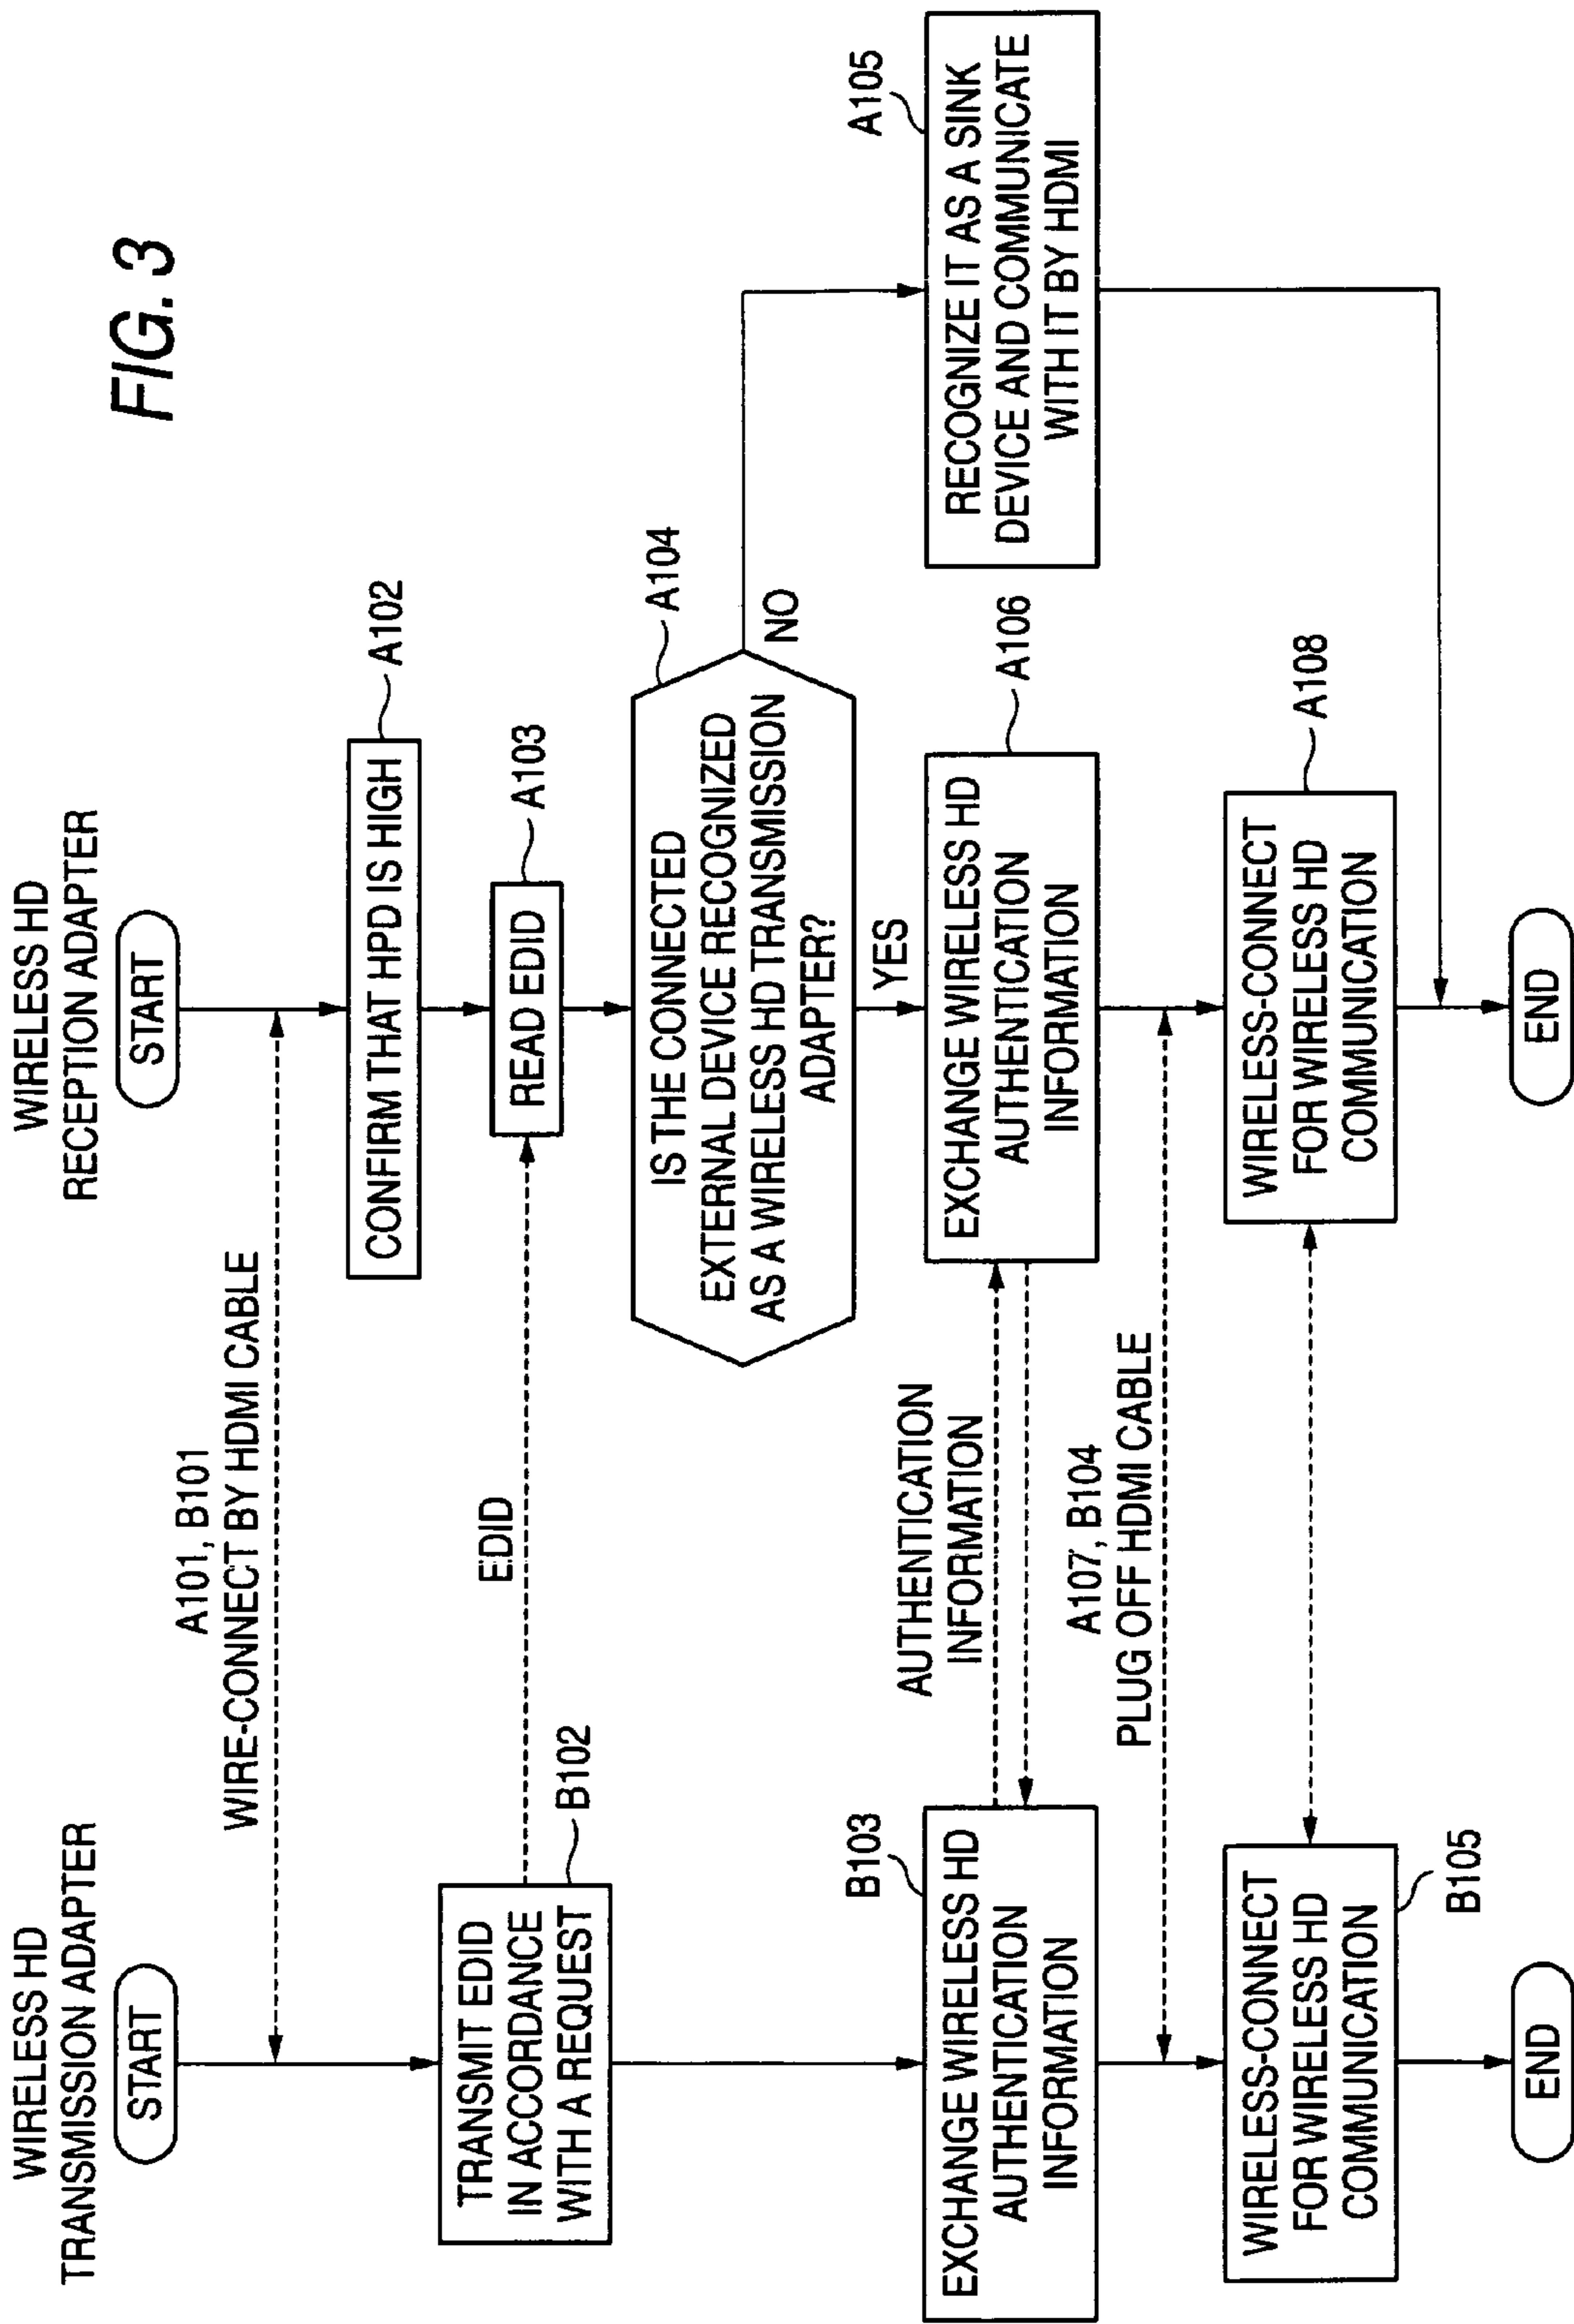 FIG. 3
WIRELESS HD
TRANSMISSION ADAPTER
START
WIRELESS HD
RECEPTION ADAPTER
START
A101, B101
WIRE-CONNECT BY HDMI CABLE
CONFIRM THAT HPD IS HIGH
A102
TRANSMIT EDID
IN ACCORDANCE
WITH A REQUEST
B102
EDID
READ EDID
A103
IS THE CONNECTED
EXTERNAL DEVICE RECOGNIZED
AS A WIRELESS HD TRANSMISSION
ADAPTER?
A104
NO
YES
RECOGNIZE IT AS A SINK
DEVICE AND COMMUNICATE
WITH IT BY HDMI
A105
EXCHANGE WIRELESS HD
AUTHENTICATION
INFORMATION
B103
AUTHENTICATION
INFORMATION
EXCHANGE WIRELESS HD
AUTHENTICATION
INFORMATION
A106
A107, B104
PLUG OFF HDMI CABLE
WIRELESS-CONNECT
FOR WIRELESS HD
COMMUNICATION
B105
WIRELESS-CONNECT
FOR WIRELESS HD
COMMUNICATION
A108
END
END